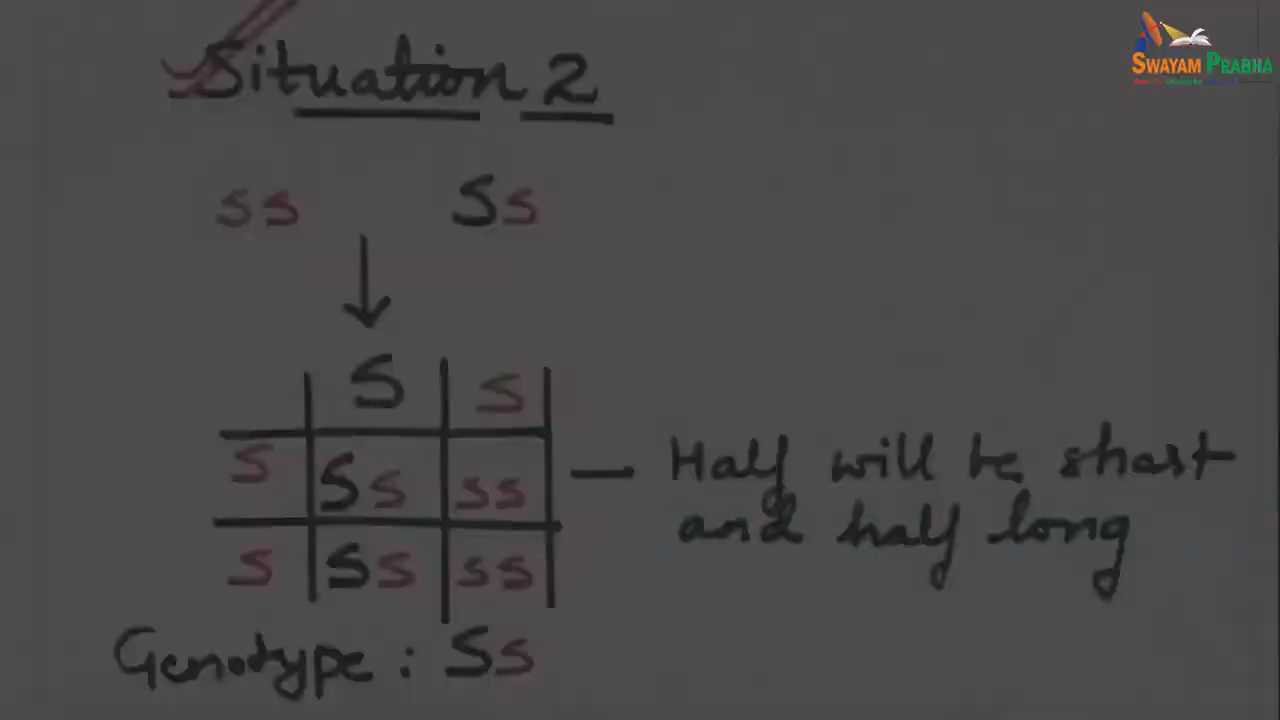 Situation 2
SWAYAM PRABHA
ss Ss
S s
s Ss ss
s Ss ss
Half will be short
and half long
Genotype : Ss